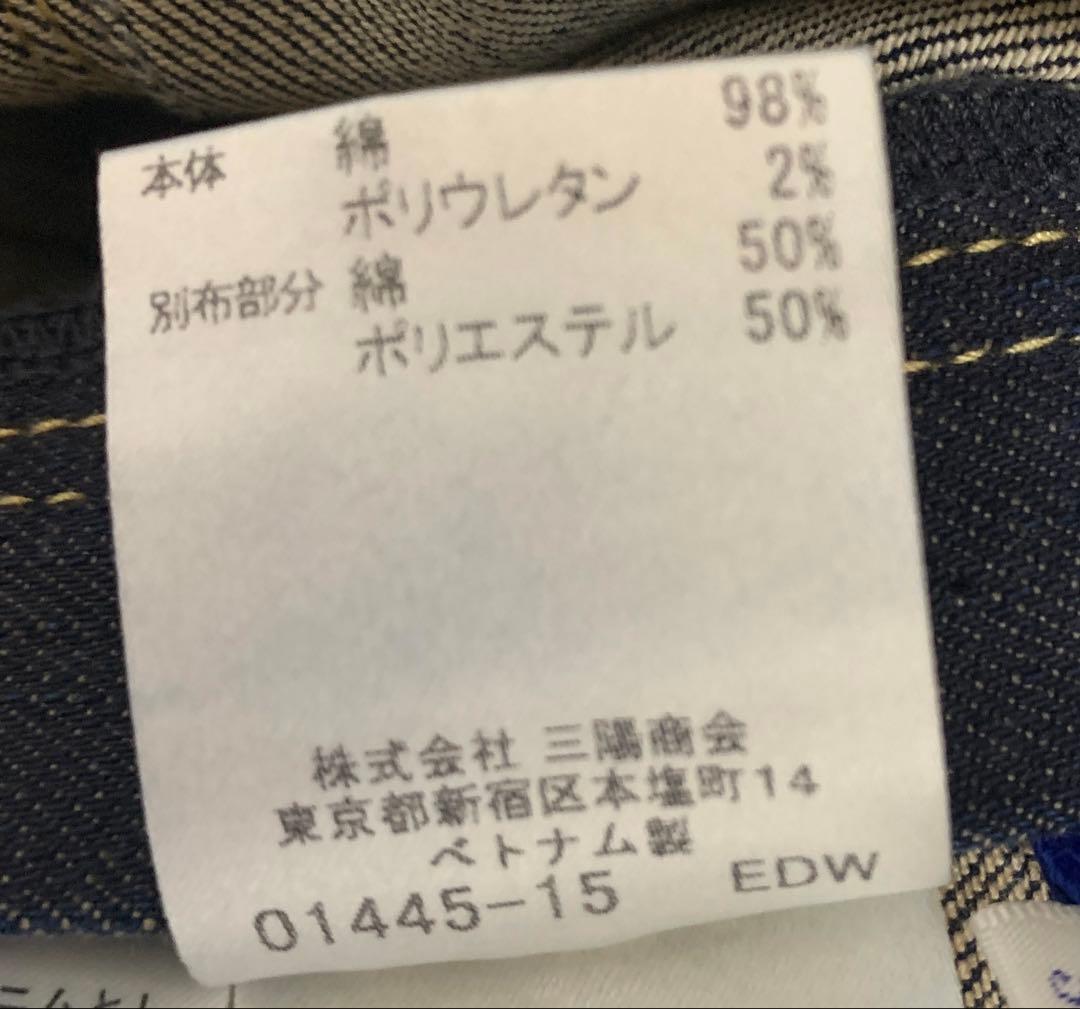 本体 綿 98%
ポリウレタン 2%
別布部分 綿 50%
ポリエステル 50%
株式会社 三陽商会
東京都新宿区本塩町14
ベトナム製
01445-15 EDW